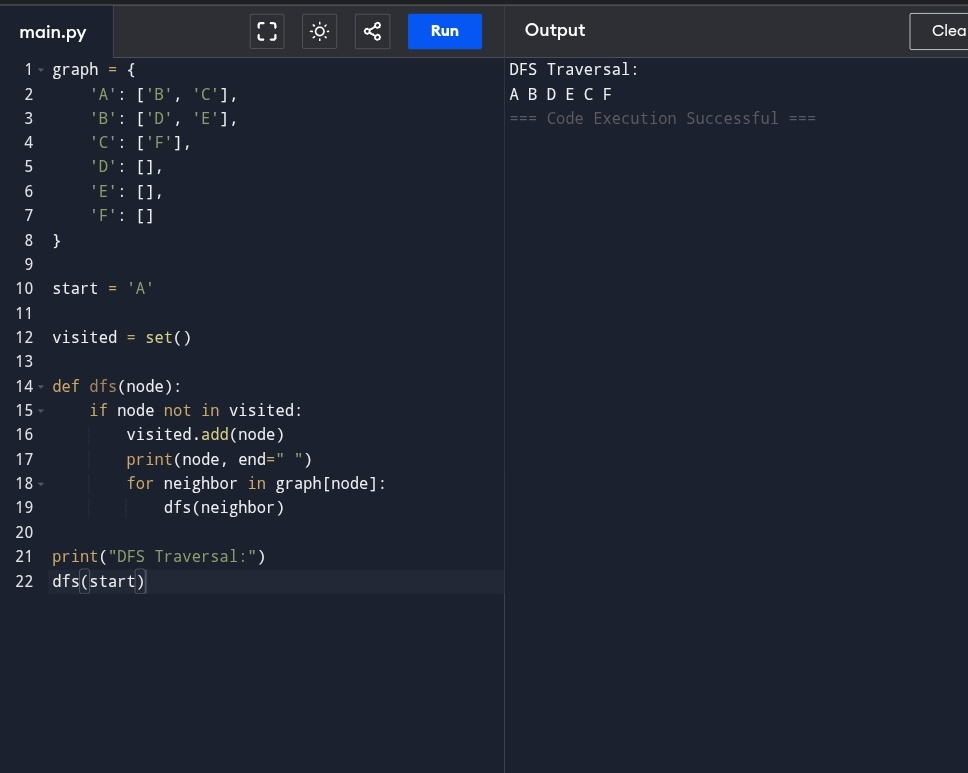 main.py
Run
Output
Clea
1 graph = {
2     'A': ['B', 'C'],
3     'B': ['D', 'E'],
4     'C': ['F'],
5     'D': [],
6     'E': [],
7     'F': []
8 }
9
10 start = 'A'
11
12 visited = set()
13
14 def dfs(node):
15     if node not in visited:
16         visited.add(node)
17         print(node, end=" ")
18         for neighbor in graph[node]:
19             dfs(neighbor)
20
21 print("DFS Traversal:")
22 dfs(start)
DFS Traversal:
A B D E C F
=== Code Execution Successful ===